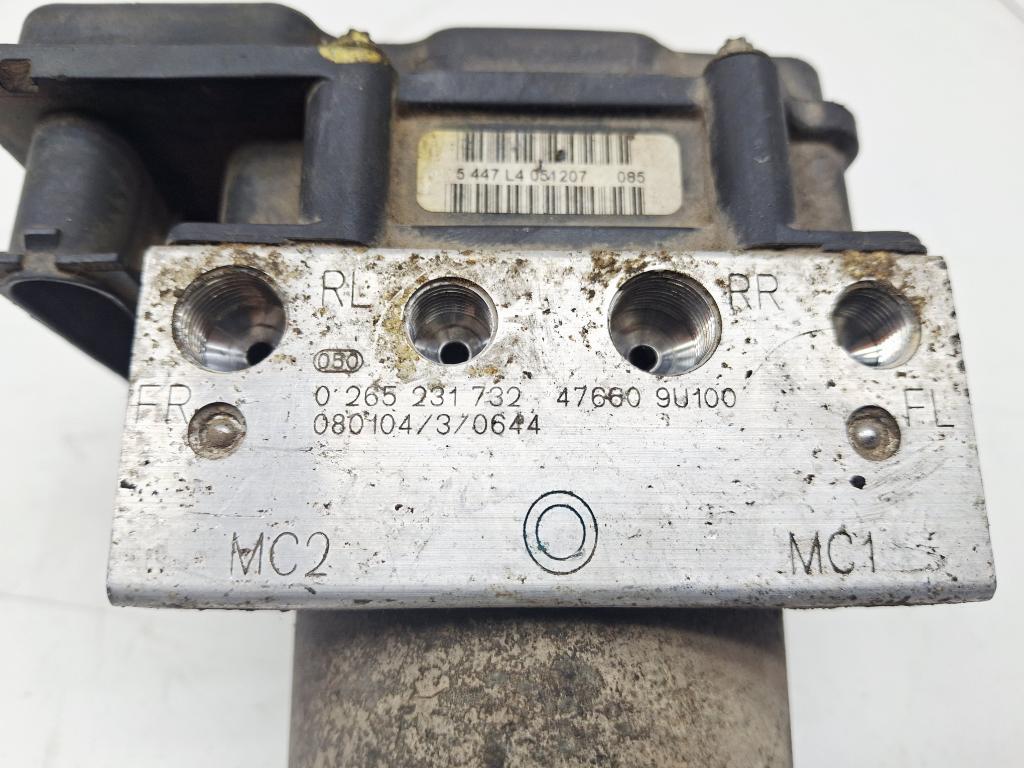 5 447 L4 051207 085
RL RR
050
FR 0 265 231 732 47660 9U100 FL
080104/3/0644
MC2 MC1